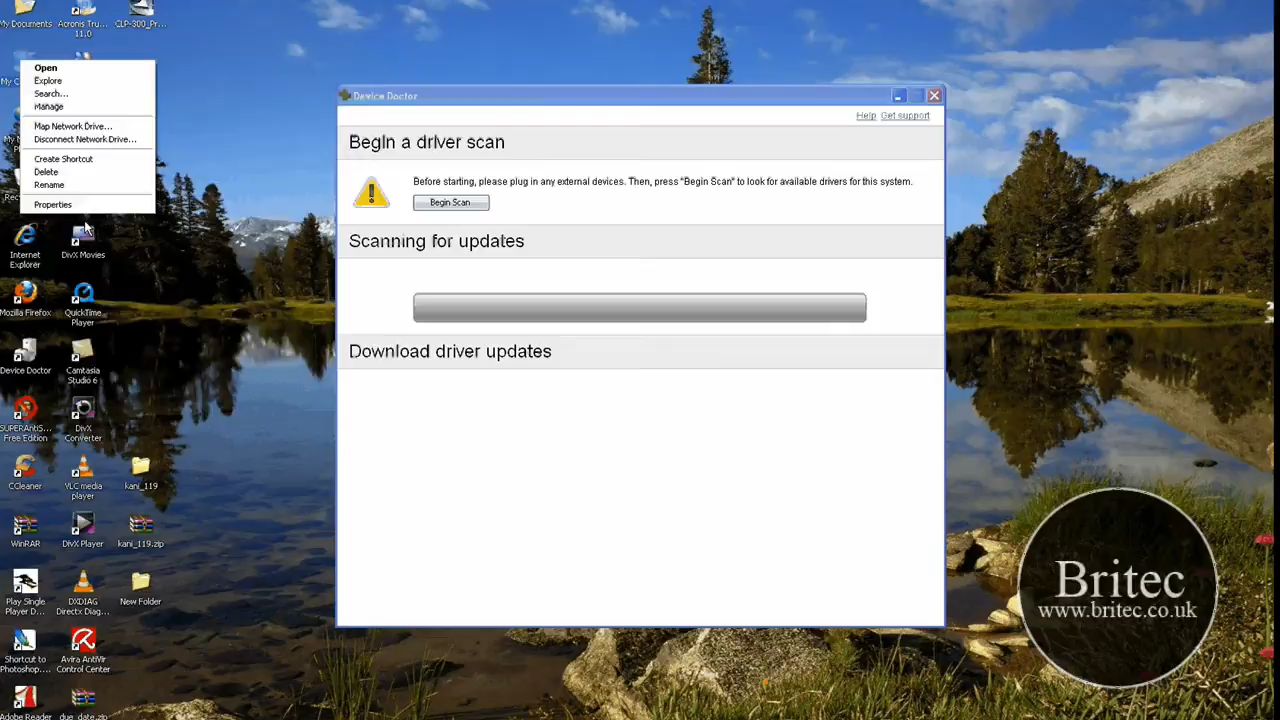 My Documents
Acronis Tru...
11.0
CLP-300_Pr...
Open
Explore
Search...
Manage
Map Network Drive...
Disconnect Network Drive...
Create Shortcut
Delete
Rename
Properties
Internet
Explorer
DivX Movies
Mozilla Firefox
QuickTime
Player
Device Doctor
Camtasia
Studio 6
SUPERAntiS...
Free Edition
DivX
Converter
CCleaner
VLC media
player
kani_119
WinRAR
DivX Player
kani_119.zip
Play Single
Player D...
DXDIAG
Directx Diag...
New Folder
Shortcut to
Photoshop....
Avira AntiVir
Control Center
Adobe Reader
due_date.zip
Device Doctor
Help Get support
Begin a driver scan
Before starting, please plug in any external devices. Then, press "Begin Scan" to look for available drivers for this system.
Begin Scan
Scanning for updates
Download driver updates
Britec
www.britec.co.uk